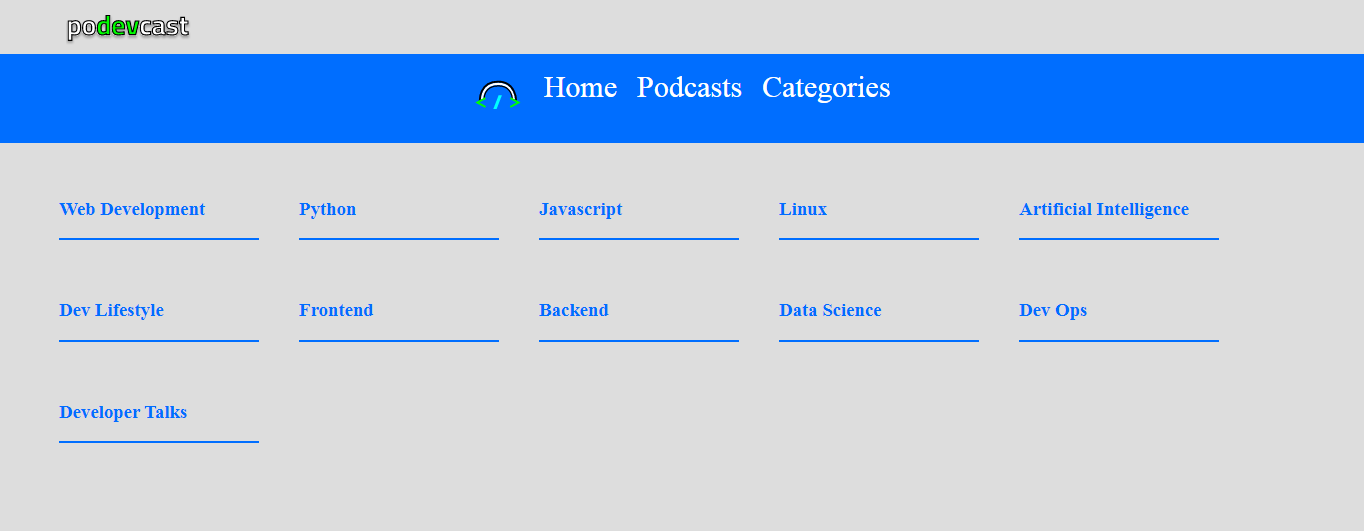 podevcast
Home Podcasts Categories
Web Development Python Javascript Linux Artificial Intelligence
Dev Lifestyle Frontend Backend Data Science Dev Ops
Developer Talks